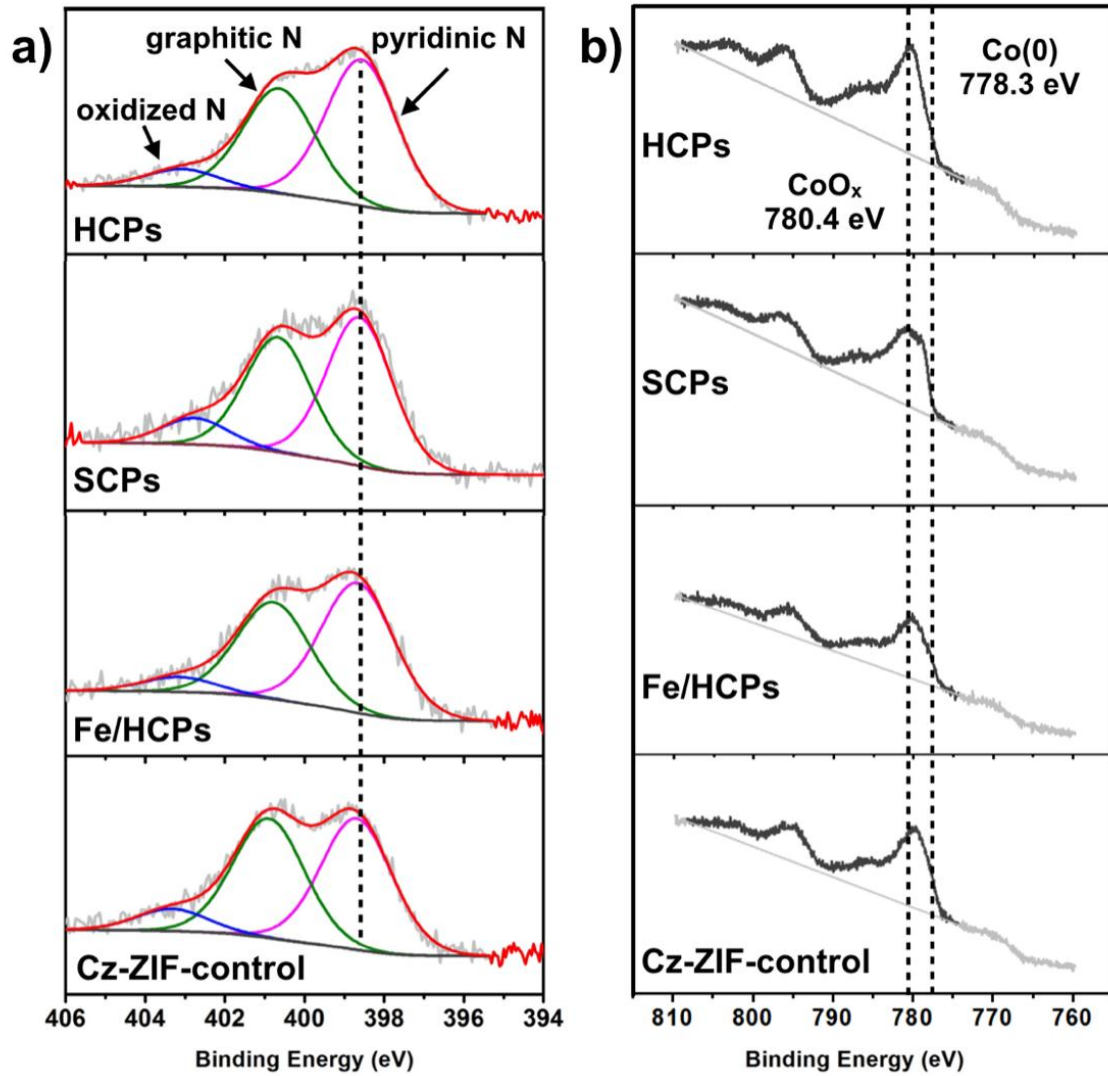 a)
graphitic N
pyridinic N
oxidized N
HCPs
SCPs
Fe/HCPs
Cz-ZIF-control
406 404 402 400 398 396 394
Binding Energy (eV)
b)
Co(0)
778.3 eV
HCPs
CoOₓ
780.4 eV
SCPs
Fe/HCPs
Cz-ZIF-control
810 800 790 780 770 760
Binding Energy (eV)